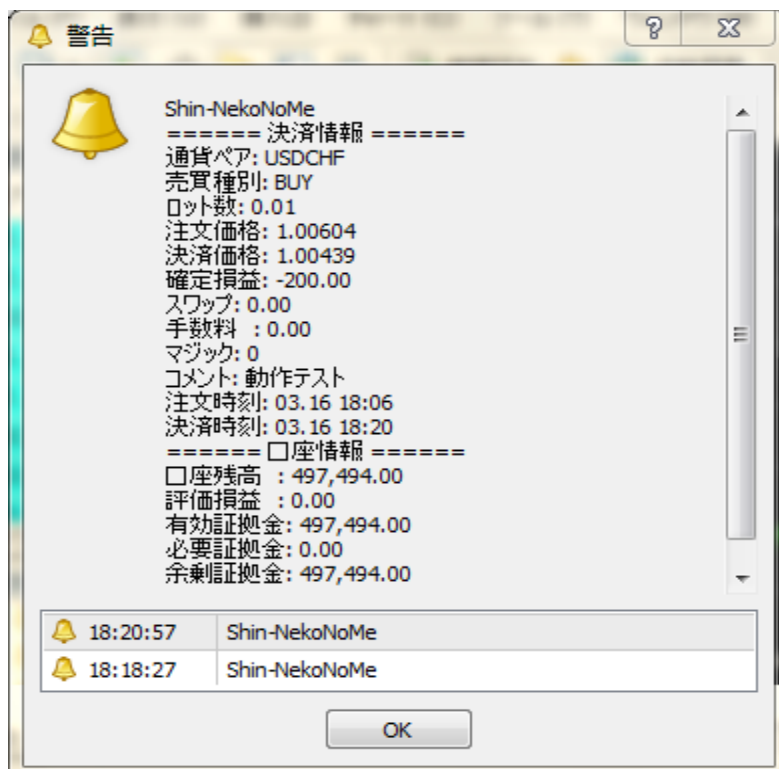 警告
Shin-NekoNoMe
====== 決済情報 ======
通貨ペア: USDCHF
売買種別: BUY
ロット数: 0.01
注文価格: 1.00604
決済価格: 1.00439
確定損益: -200.00
スワップ: 0.00
手数料 : 0.00
マジック: 0
コメント: 動作テスト
注文時刻: 03.16 18:06
決済時刻: 03.16 18:20
====== 口座情報 ======
口座残高 : 497,494.00
評価損益 : 0.00
有効証拠金: 497,494.00
必要証拠金: 0.00
余剰証拠金: 497,494.00
18:20:57 Shin-NekoNoMe
18:18:27 Shin-NekoNoMe
OK